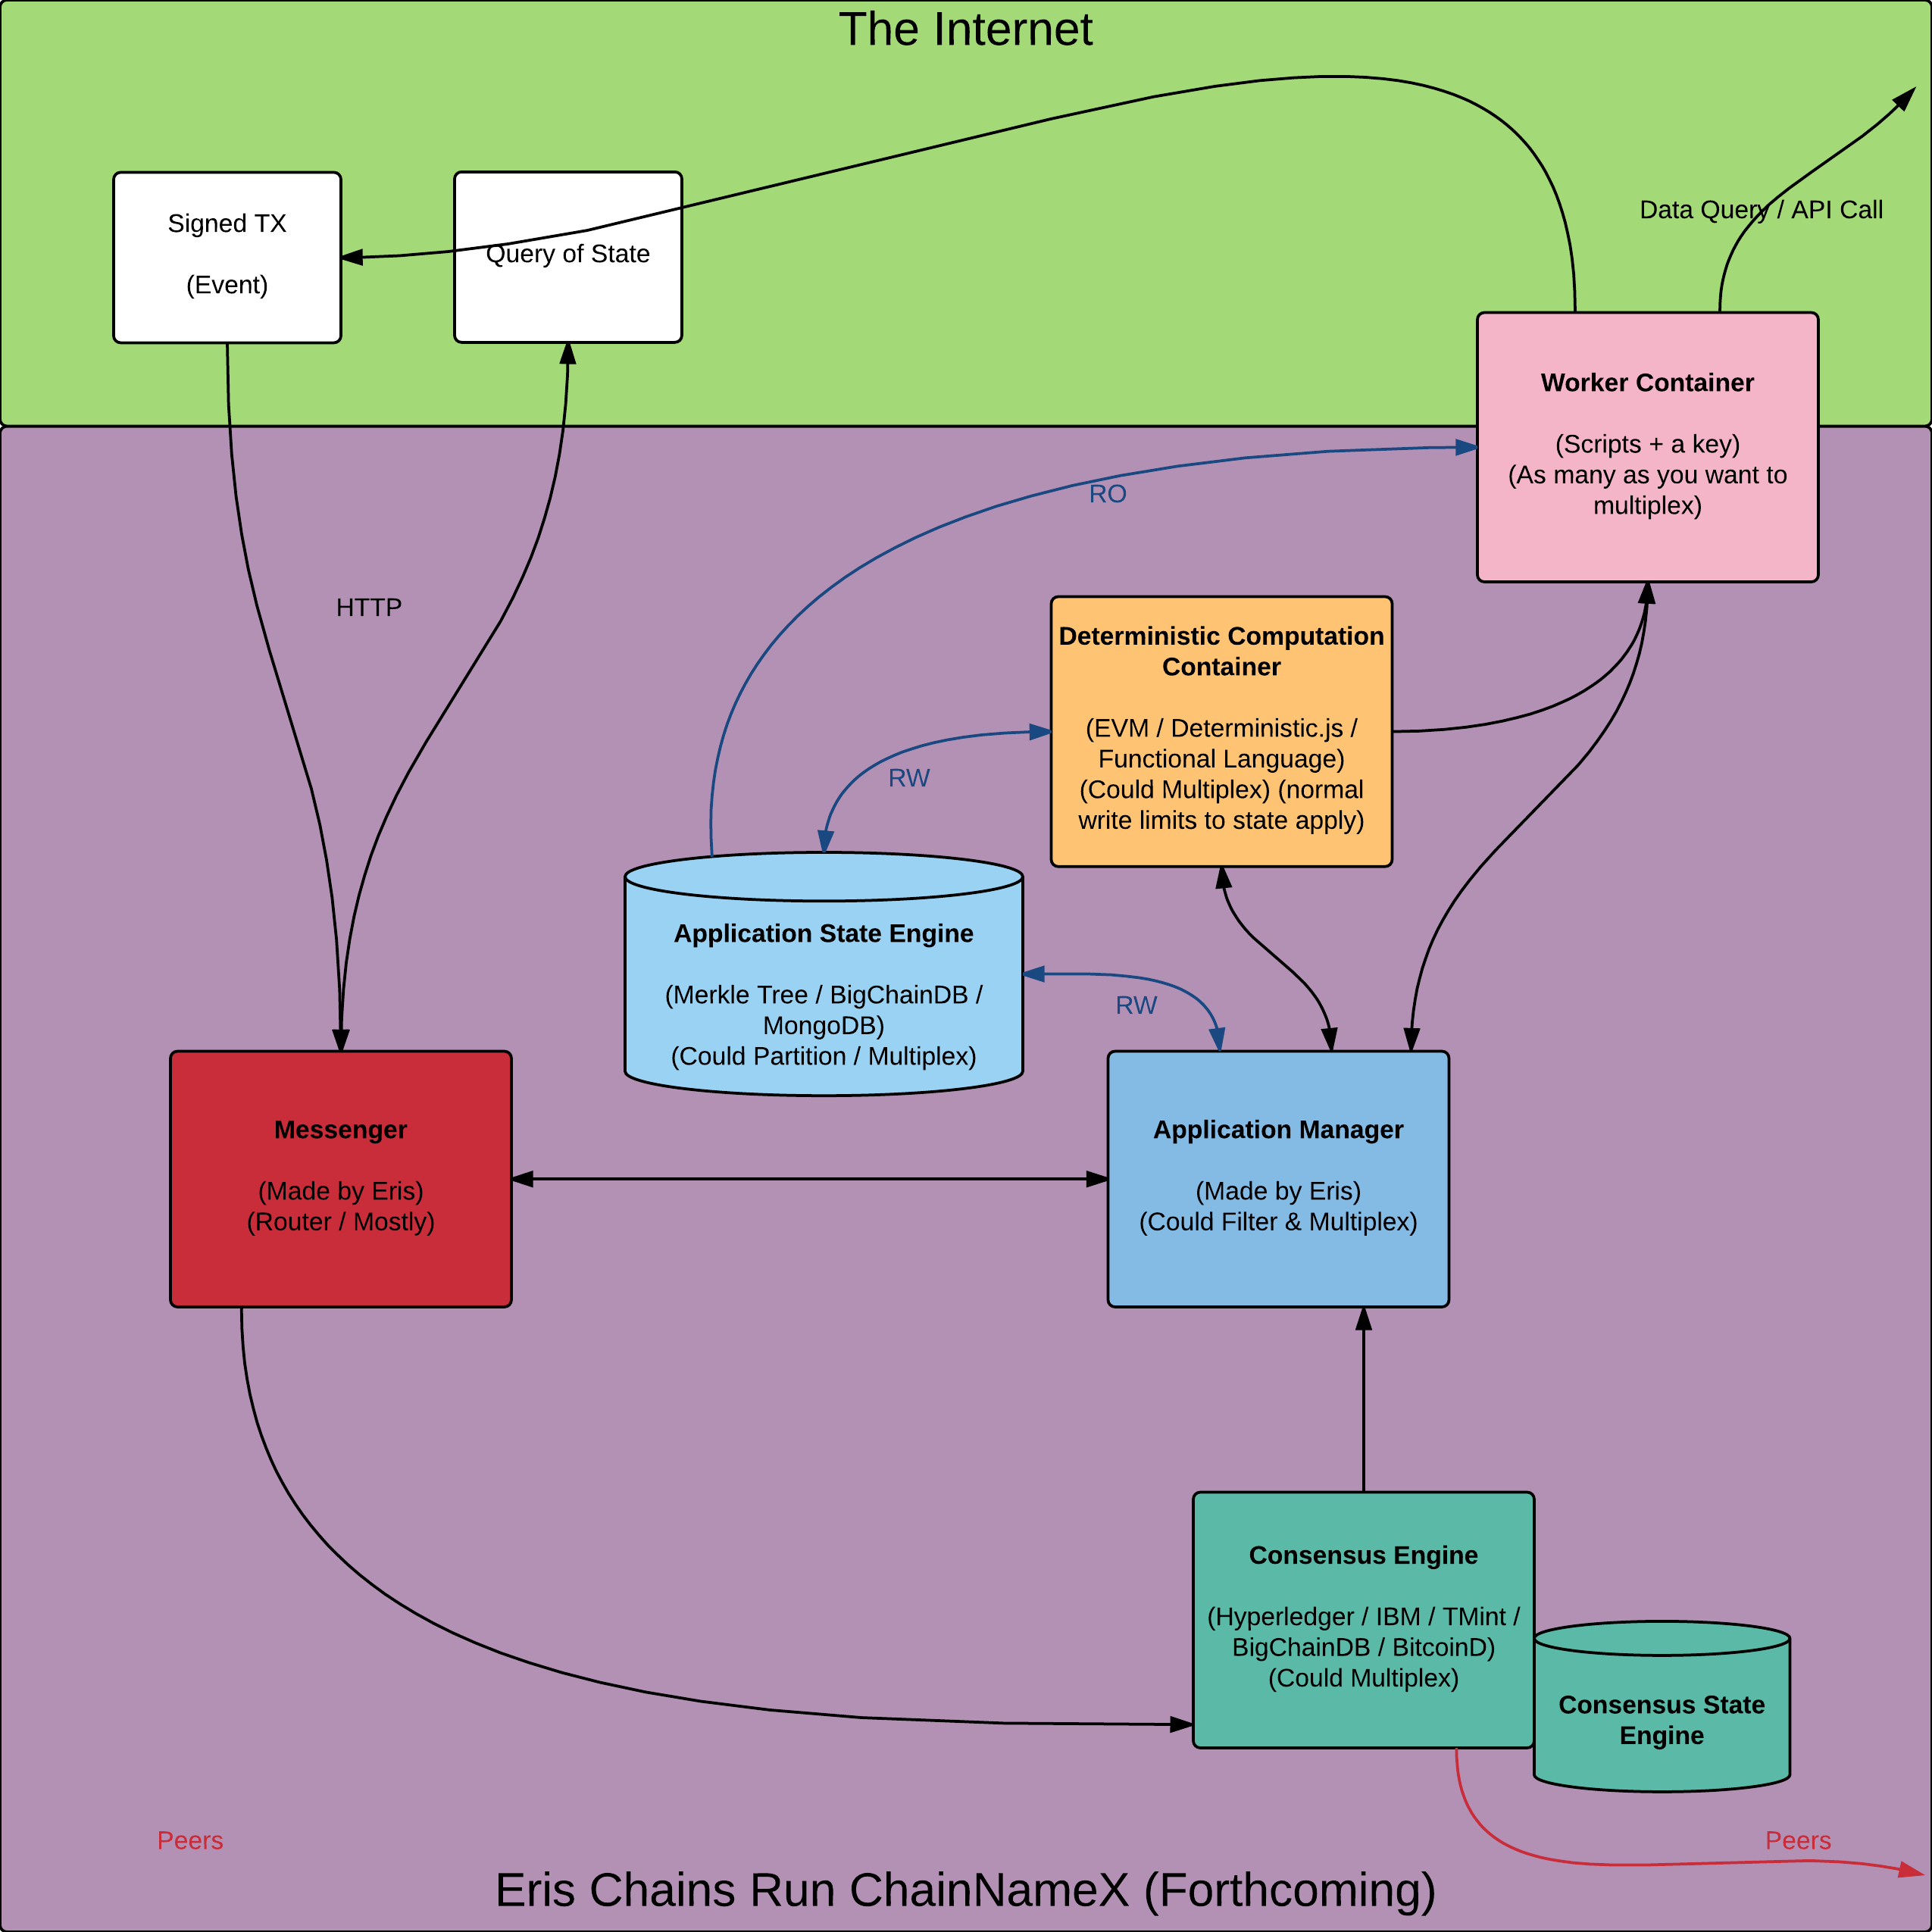 The Internet
Signed TX
(Event)
Query of State
Data Query / API Call
Worker Container
(Scripts + a key)
(As many as you want to
multiplex)
RO
HTTP
Deterministic Computation
Container
(EVM / Deterministic.js /
Functional Language)
(Could Multiplex) (normal
write limits to state apply)
RW
Application State Engine
(Merkle Tree / BigChainDB /
MongoDB)
(Could Partition / Multiplex)
RW
Messenger
(Made by Eris)
(Router / Mostly)
Application Manager
(Made by Eris)
(Could Filter & Multiplex)
Consensus Engine
(Hyperledger / IBM / TMint /
BigChainDB / BitcoinD)
(Could Multiplex)
Consensus State
Engine
Peers
Peers
Eris Chains Run ChainNameX (Forthcoming)